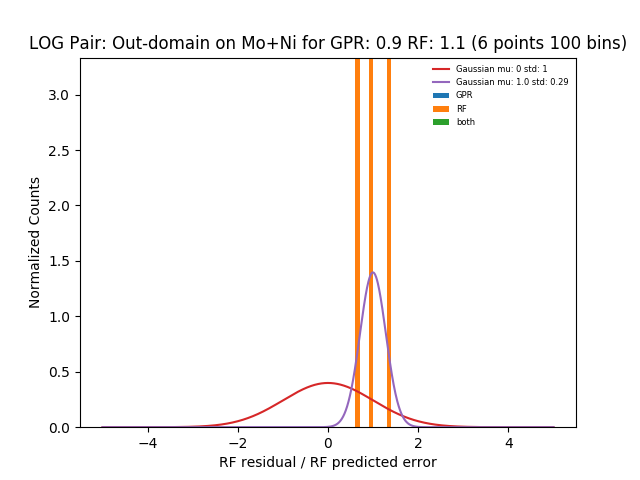 LOG Pair: Out-domain on Mo+Ni for GPR: 0.9 RF: 1.1 (6 points 100 bins)
Gaussian mu: 0 std: 1
Gaussian mu: 1.0 std: 0.29
GPR
RF
both
Normalized Counts
3.0
2.5
2.0
1.5
1.0
0.5
0.0
−4
−2
0
2
4
RF residual / RF predicted error